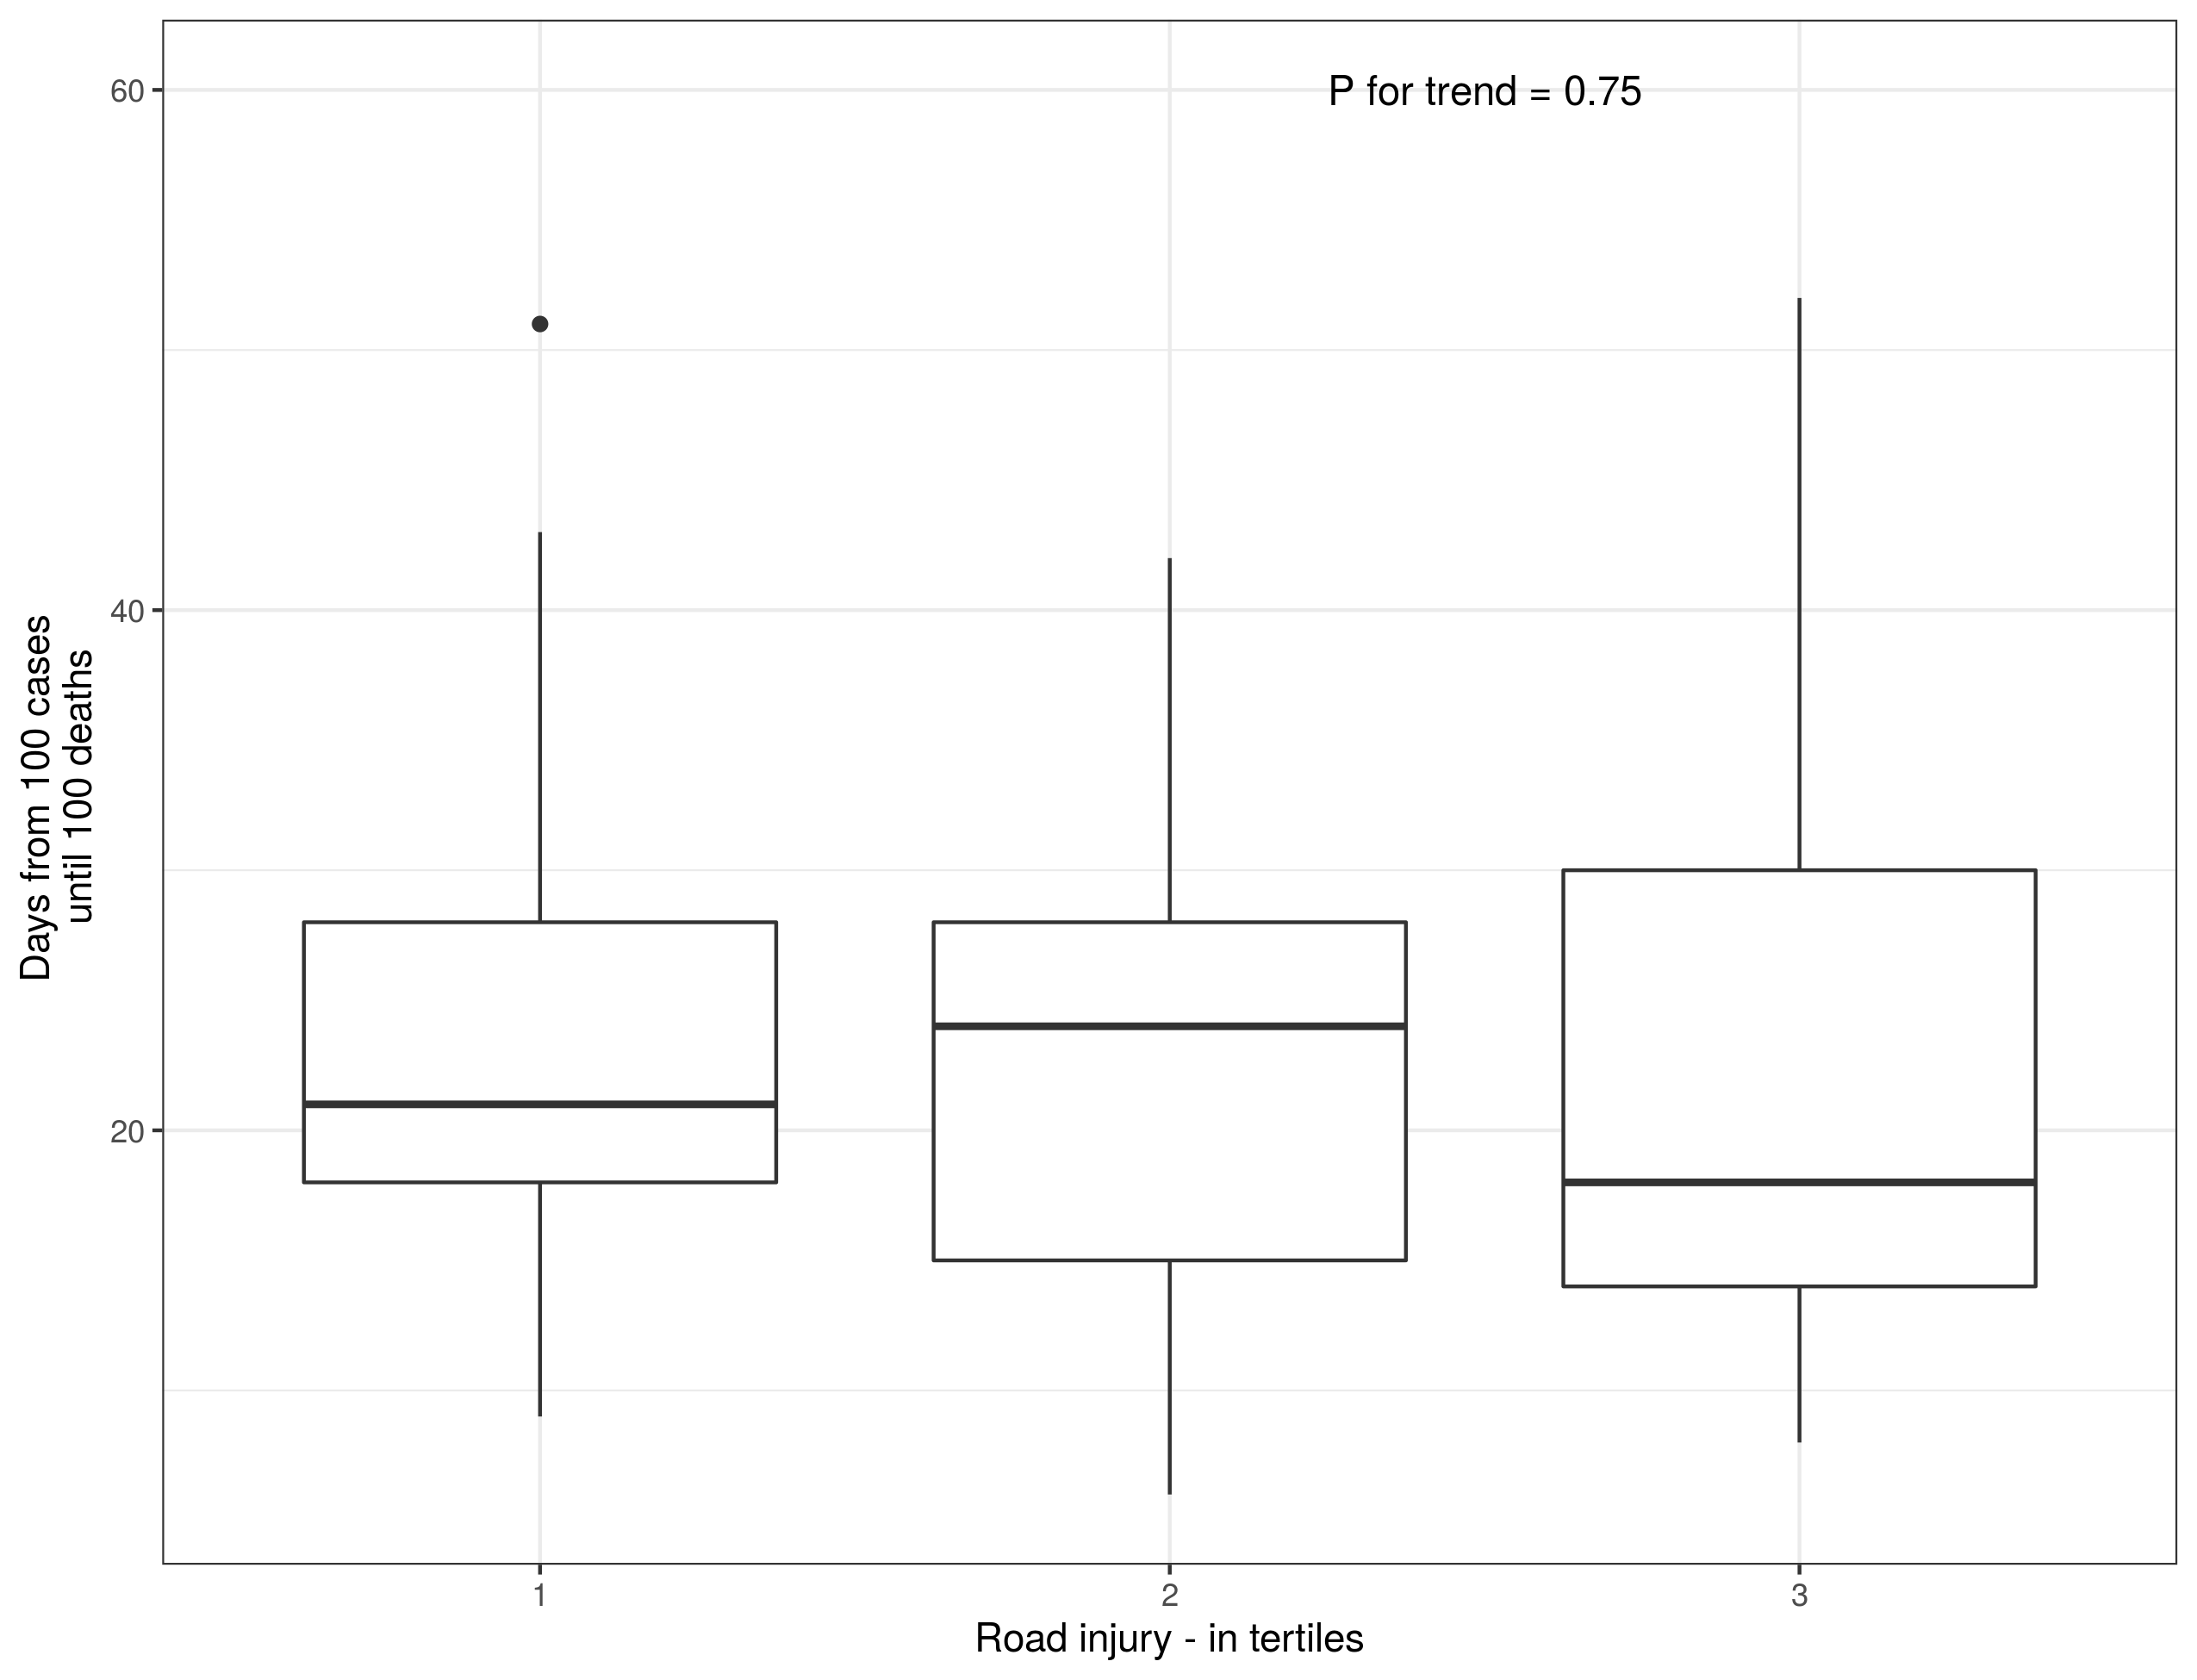 P for trend = 0.75
60
40
20
Days from 100 cases
until 100 deaths
1
2
3
Road injury - in tertiles